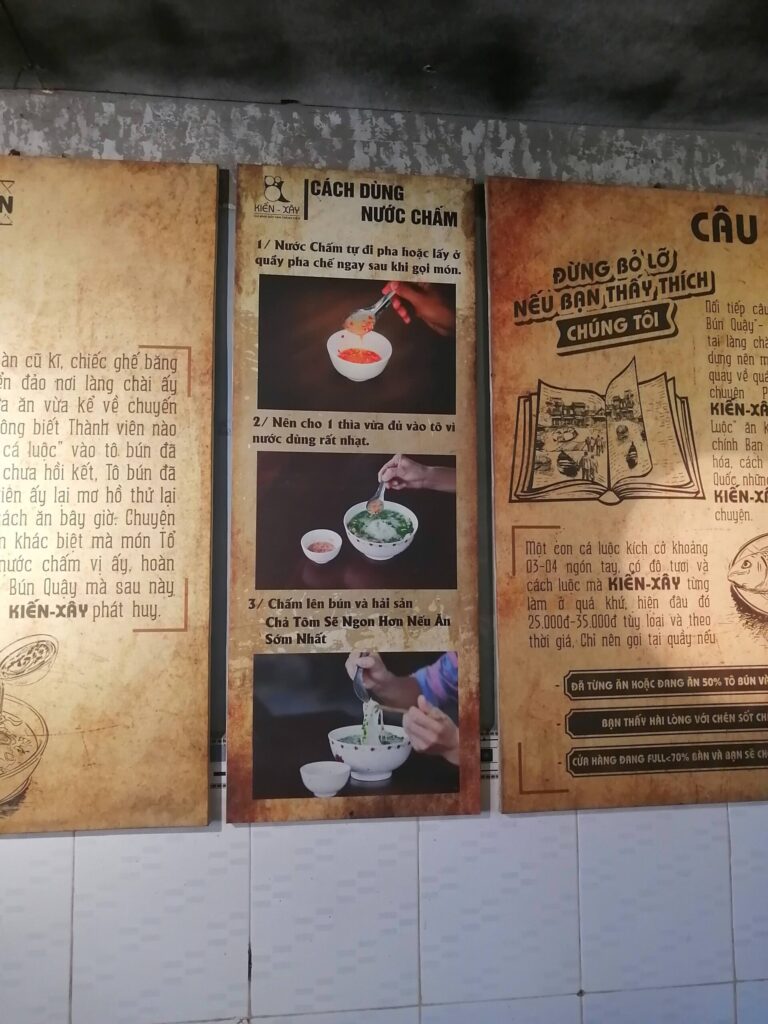 N
àn cũ kĩ, chiếc ghế băng
ển đảo nơi làng chài ấy
a ăn vừa kể về chuyến
ông biết Thành viên nào
cá luộc" vào tô bún đã
chưa hồi kết, Tô bún đã
iên ấy lại mơ hồ thử lại
ách ăn bây giờ: Chuyện
n khác biệt mà món Tổ
nước chấm vị ấy, hoàn
Bún Quậy mà sau này
KIẾN-XÂY phát huy.
KIẾN - XÂY
CÁCH DÙNG
NƯỚC CHẤM
1/ Nước Chấm tự đi pha hoặc lấy ở
quầy pha chế ngay sau khi gọi món.
2/ Nên cho 1 thìa vừa đủ vào tô vì
nước dùng rất nhạt.
3/ Chấm lên bún và hải sản
Chả Tôm Sẽ Ngon Hơn Nếu Ăn
Sớm Nhất
CÂU
ĐỪNG BỎ LỠ
NẾU BẠN THẤY THÍCH
CHÚNG TÔI
Nối tiếp câu
Bún Quậy"-
tại làng chà
dựng nên m
quay về quá
chuyện P
KIẾN-XÂ
Luộc" ăn k
chính Bạn
hóa, cách
Quốc những
KIẾN-X
chuyện.
Một con cá luộc kích cỡ khoảng
03-04 ngón tay, có độ tươi và
cách luộc mà KIẾN-XÂY từng
làm ở quá khứ, hiện đâu đó
25.000đ-35.000đ tùy loại và theo
thời giá. Chỉ nên gọi tại quầy nếu
ĐÃ TỪNG ĂN HOẶC ĐANG ĂN 50% TÔ BÚN VÀ
BẠN THẤY HÀI LÒNG VỚI CHÉN SỐT CH
CỬA HÀNG ĐANG FULL<70% BÀN VÀ BẠN SẼ CH